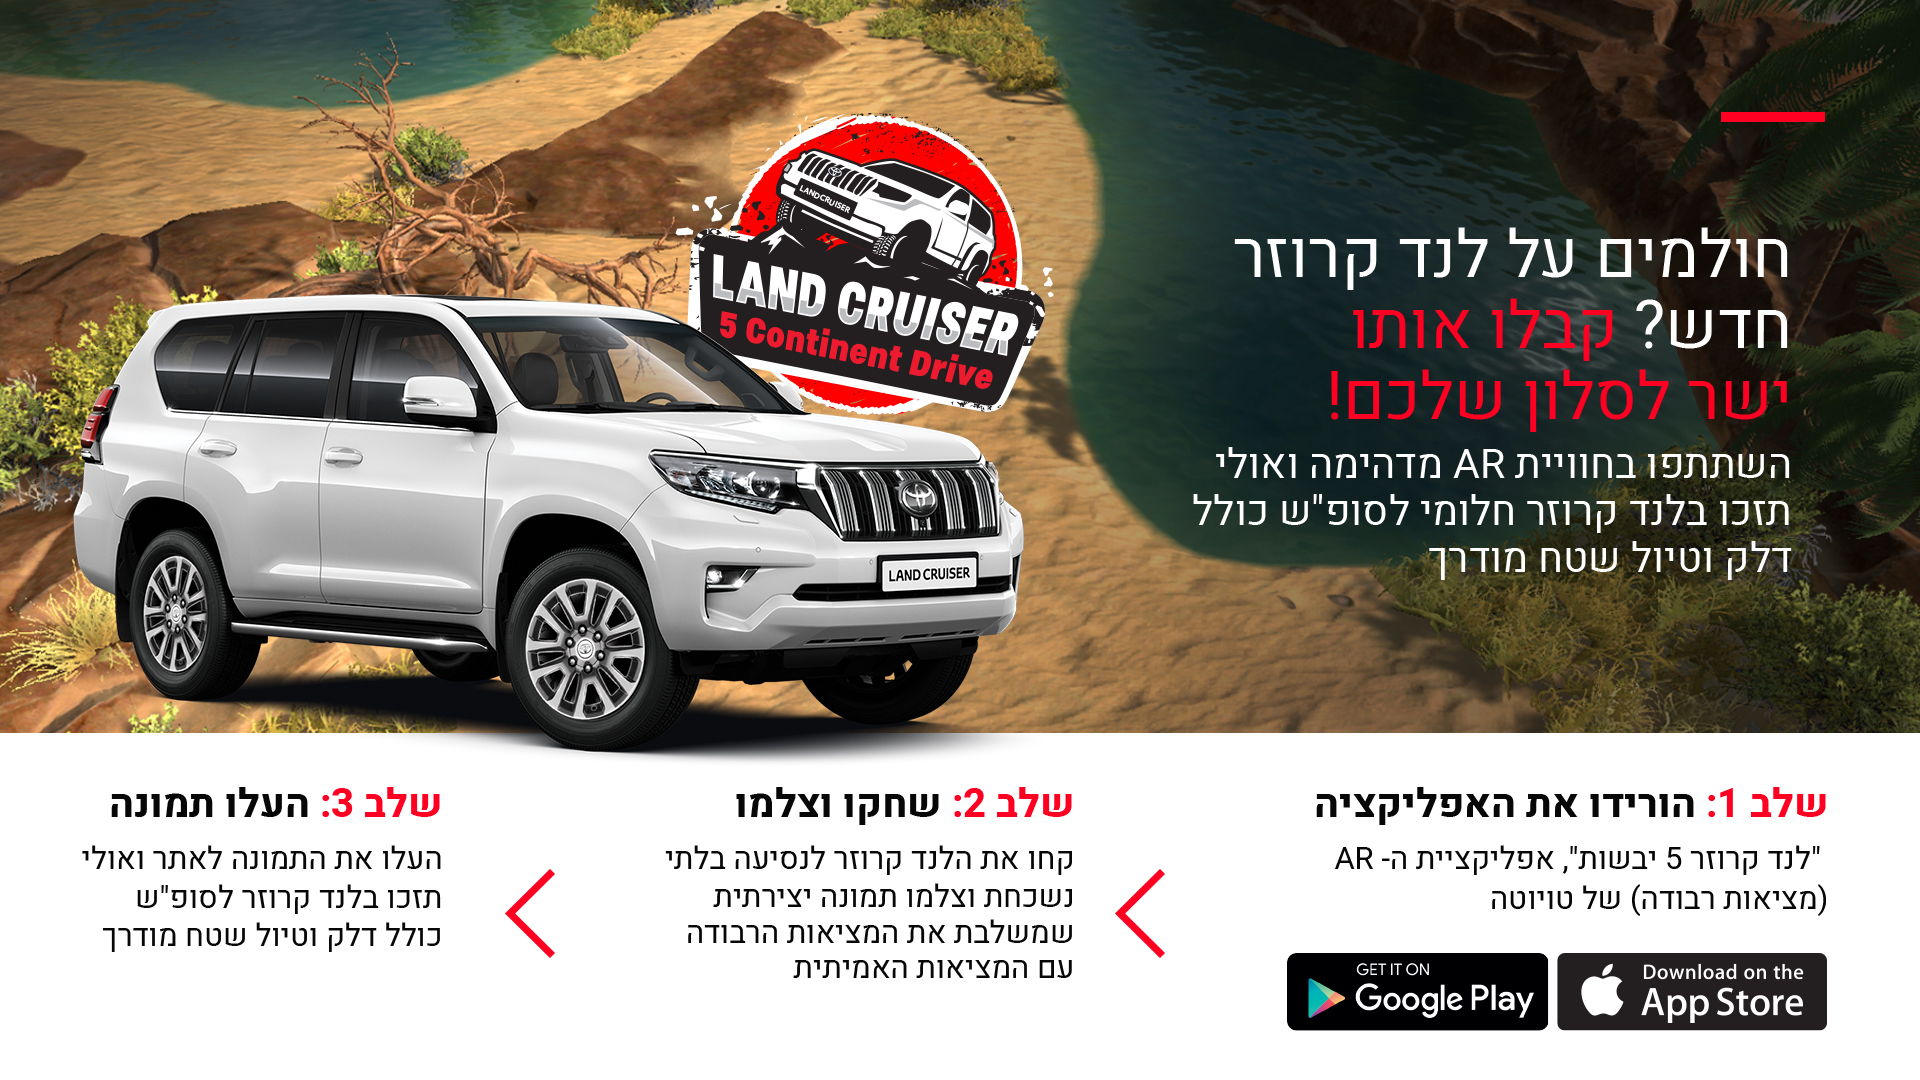 חולמים על לנד קרוזר
חדש? קבלו אותו
ישר לסלון שלכם!
השתתפו בחוויית AR מדהימה ואולי
תזכו בלנד קרוזר חלומי לסופ"ש כולל
דלק וטיול שטח מודרך
LANDCRUISER
LAND CRUISER
5 Continent Drive
LAND CRUISER
שלב 1: הורידו את האפליקציה
"לנד קרוזר 5 יבשות", אפליקציית ה- AR
(מציאות רבודה) של טויוטה
Download on the
App Store
GET IT ON
Google Play
שלב 2: שחקו וצלמו
קחו את הלנד קרוזר לנסיעה בלתי
נשכחת וצלמו תמונה יצירתית
שמשלבת את המציאות הרבודה
עם המציאות האמיתית
שלב 3: העלו תמונה
העלו את התמונה לאתר ואולי
תזכו בלנד קרוזר לסופ"ש
כולל דלק וטיול שטח מודרך